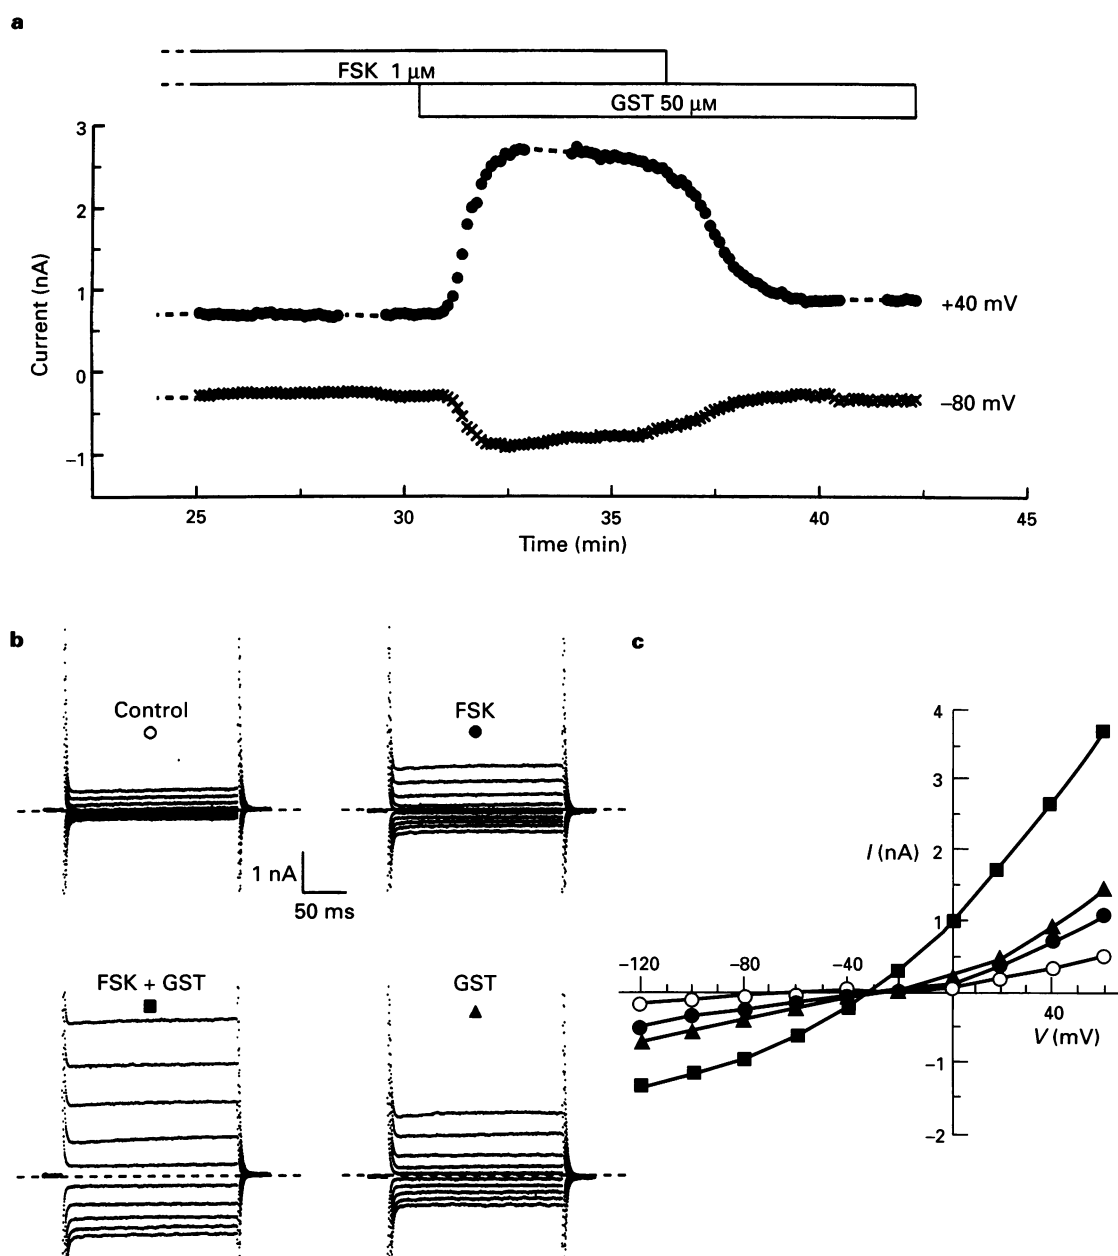 a
FSK 1 μM
GST 50 μM
3
2
1
0
−1
Current (nA)
+40 mV
−80 mV
25 30 35 40 45
Time (min)
b
Control
FSK
1 nA
50 ms
FSK + GST
GST
c
4
3
2
1
−1
−2
I (nA)
−120 −80 −40
40
V (mV)